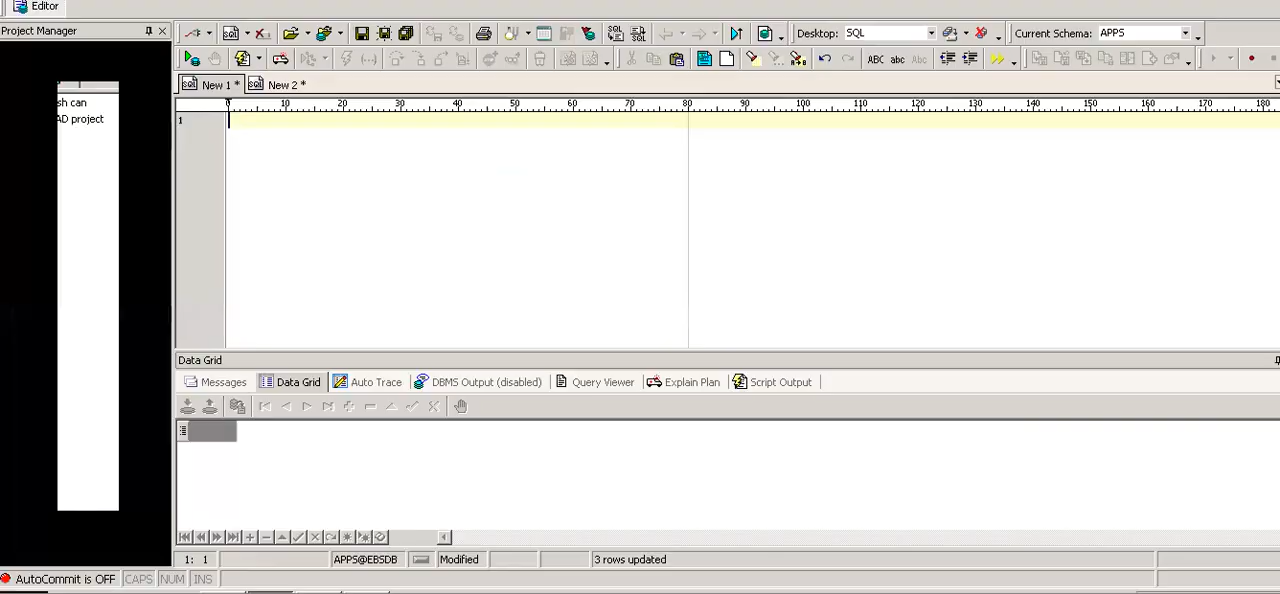 Editor
Project Manager
Desktop: SQL
Current Schema: APPS
sh can
AD project
New 1 *
New 2 *
0 10 20 30 40 50 60 70 80 90 100 110 120 130 140 150 160 170 180
1
Data Grid
Messages
Data Grid
Auto Trace
DBMS Output (disabled)
Query Viewer
Explain Plan
Script Output
1: 1
APPS@EBSDB
Modified
3 rows updated
AutoCommit is OFF
CAPS
NUM
INS